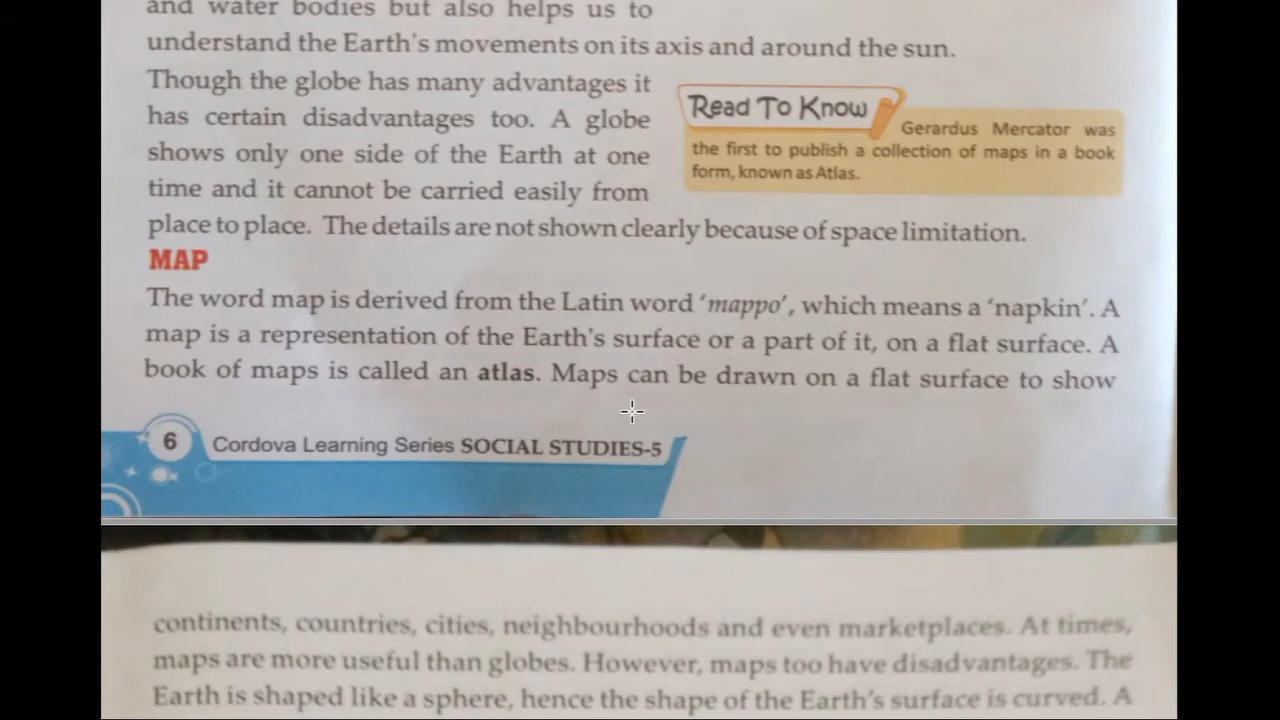 and water bodies but also helps us to
understand the Earth's movements on its axis and around the sun.
Though the globe has many advantages it
has certain disadvantages too. A globe
shows only one side of the Earth at one
time and it cannot be carried easily from
place to place. The details are not shown clearly because of space limitation.
Read To Know
Gerardus Mercator was
the first to publish a collection of maps in a book
form, known as Atlas.
MAP
The word map is derived from the Latin word 'mappo', which means a 'napkin'. A
map is a representation of the Earth's surface or a part of it, on a flat surface. A
book of maps is called an atlas. Maps can be drawn on a flat surface to show
6 Cordova Learning Series SOCIAL STUDIES-5
continents, countries, cities, neighbourhoods and even marketplaces. At times,
maps are more useful than globes. However, maps too have disadvantages. The
Earth is shaped like a sphere, hence the shape of the Earth's surface is curved. A